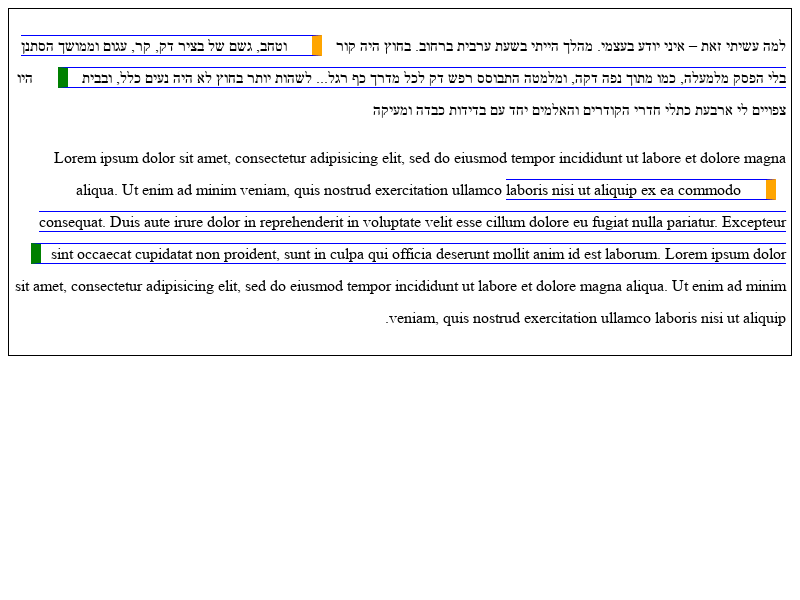 למה עשיתי זאת – איני יודע בעצמי. מהלך הייתי בשעת ערבית ברחוב. בחוץ היה קור וטחב, גשם של בציר דק, קר, עגום וממושך הסתנן
בלי הפסק מלמעלה, כמו מתוך נפה דקה, ומלמטה התבוסס רפש דק לכל מדרך כף רגל... לשהות יותר בחוץ לא היה נעים כלל, ובבית היו
צפויים לי ארבעת כתלי חדרי הקודרים והאלמים יחד עם בדידות כבדה ומעיקה
Lorem ipsum dolor sit amet, consectetur adipisicing elit, sed do eiusmod tempor incididunt ut labore et dolore magna
aliqua. Ut enim ad minim veniam, quis nostrud exercitation ullamco laboris nisi ut aliquip ex ea commodo
consequat. Duis aute irure dolor in reprehenderit in voluptate velit esse cillum dolore eu fugiat nulla pariatur. Excepteur
sint occaecat cupidatat non proident, sunt in culpa qui officia deserunt mollit anim id est laborum. Lorem ipsum dolor
sit amet, consectetur adipisicing elit, sed do eiusmod tempor incididunt ut labore et dolore magna aliqua. Ut enim ad minim
.veniam, quis nostrud exercitation ullamco laboris nisi ut aliquip